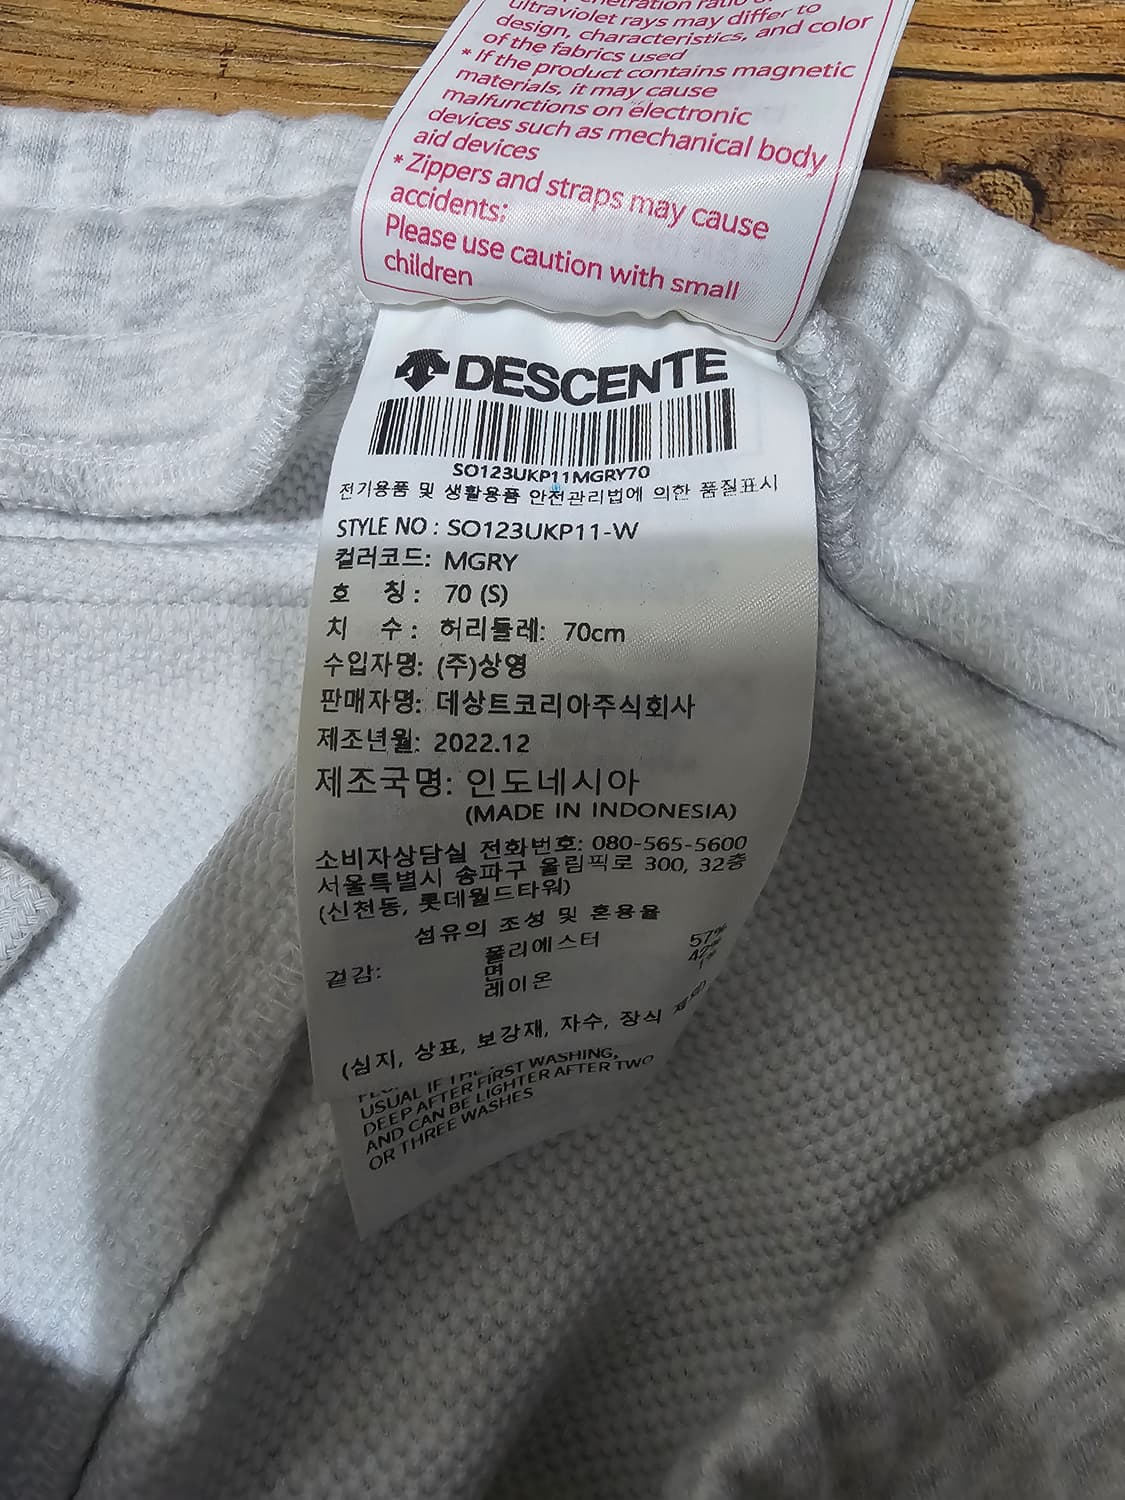 ultraviolet rays may differ to
design, characteristics, and color
of the fabrics used
* If the product contains magnetic
materials, it may cause
malfunctions on electronic
devices such as mechanical body
aid devices
* Zippers and straps may cause
accidents;
Please use caution with small
children
DESCENTE
SO123UKP11MGRY70
전기용품 및 생활용품 안전관리법에 의한 품질표시
STYLE NO : SO123UKP11-W
컬러코드: MGRY
호 칭 : 70 (S)
치 수 : 허리둘레: 70cm
수입자명: (주)상영
판매자명: 데상트코리아주식회사
제조년월: 2022.12
제조국명: 인도네시아
(MADE IN INDONESIA)
소비자상담실 전화번호: 080-565-5600
서울특별시 송파구 올림픽로 300, 32층
(신천동, 롯데월드타워)
섬유의 조성 및 혼용율
겉감: 폴리에스터 57%
면
레이온
(심지, 상표, 보강재, 자수, 장식
USUAL IF THE FIRST WASHING,
DEEP AFTER FIRST WASHING,
AND CAN BE LIGHTER AFTER TWO
OR THREE WASHES